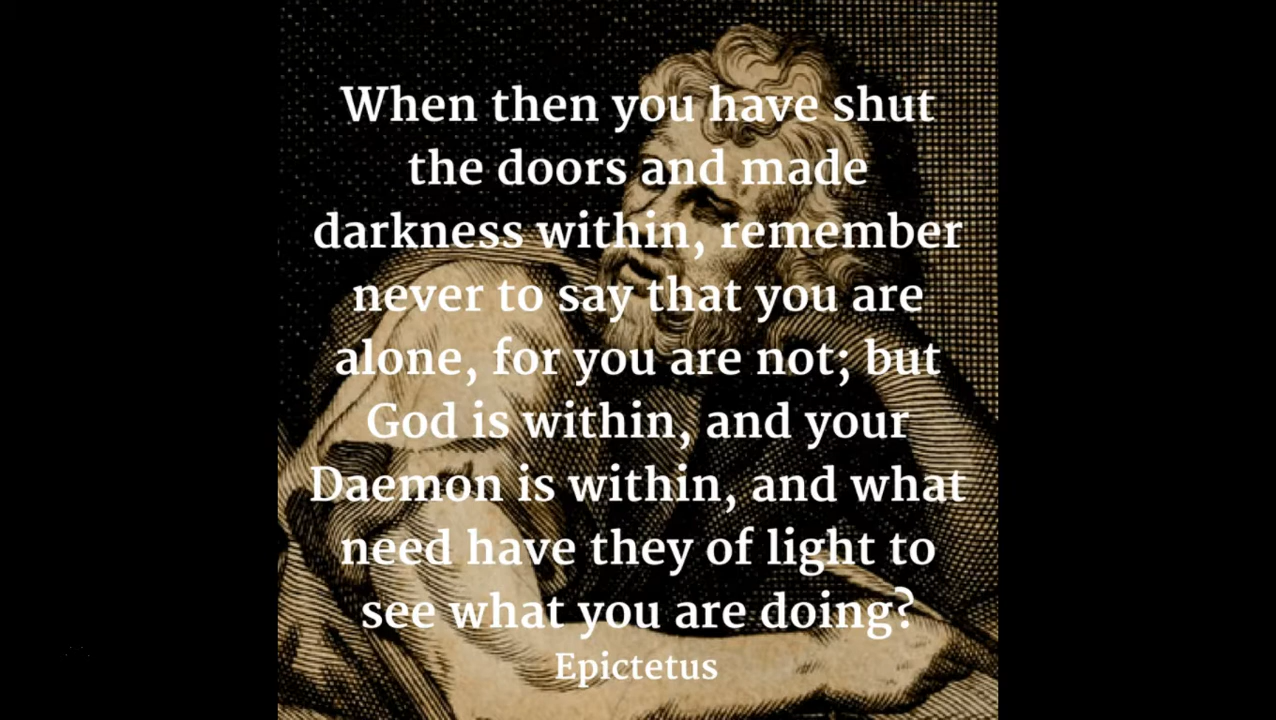 When then you have shut
the doors and made
darkness within, remember
never to say that you are
alone, for you are not; but
God is within, and your
Daemon is within, and what
need have they of light to
see what you are doing?
Epictetus